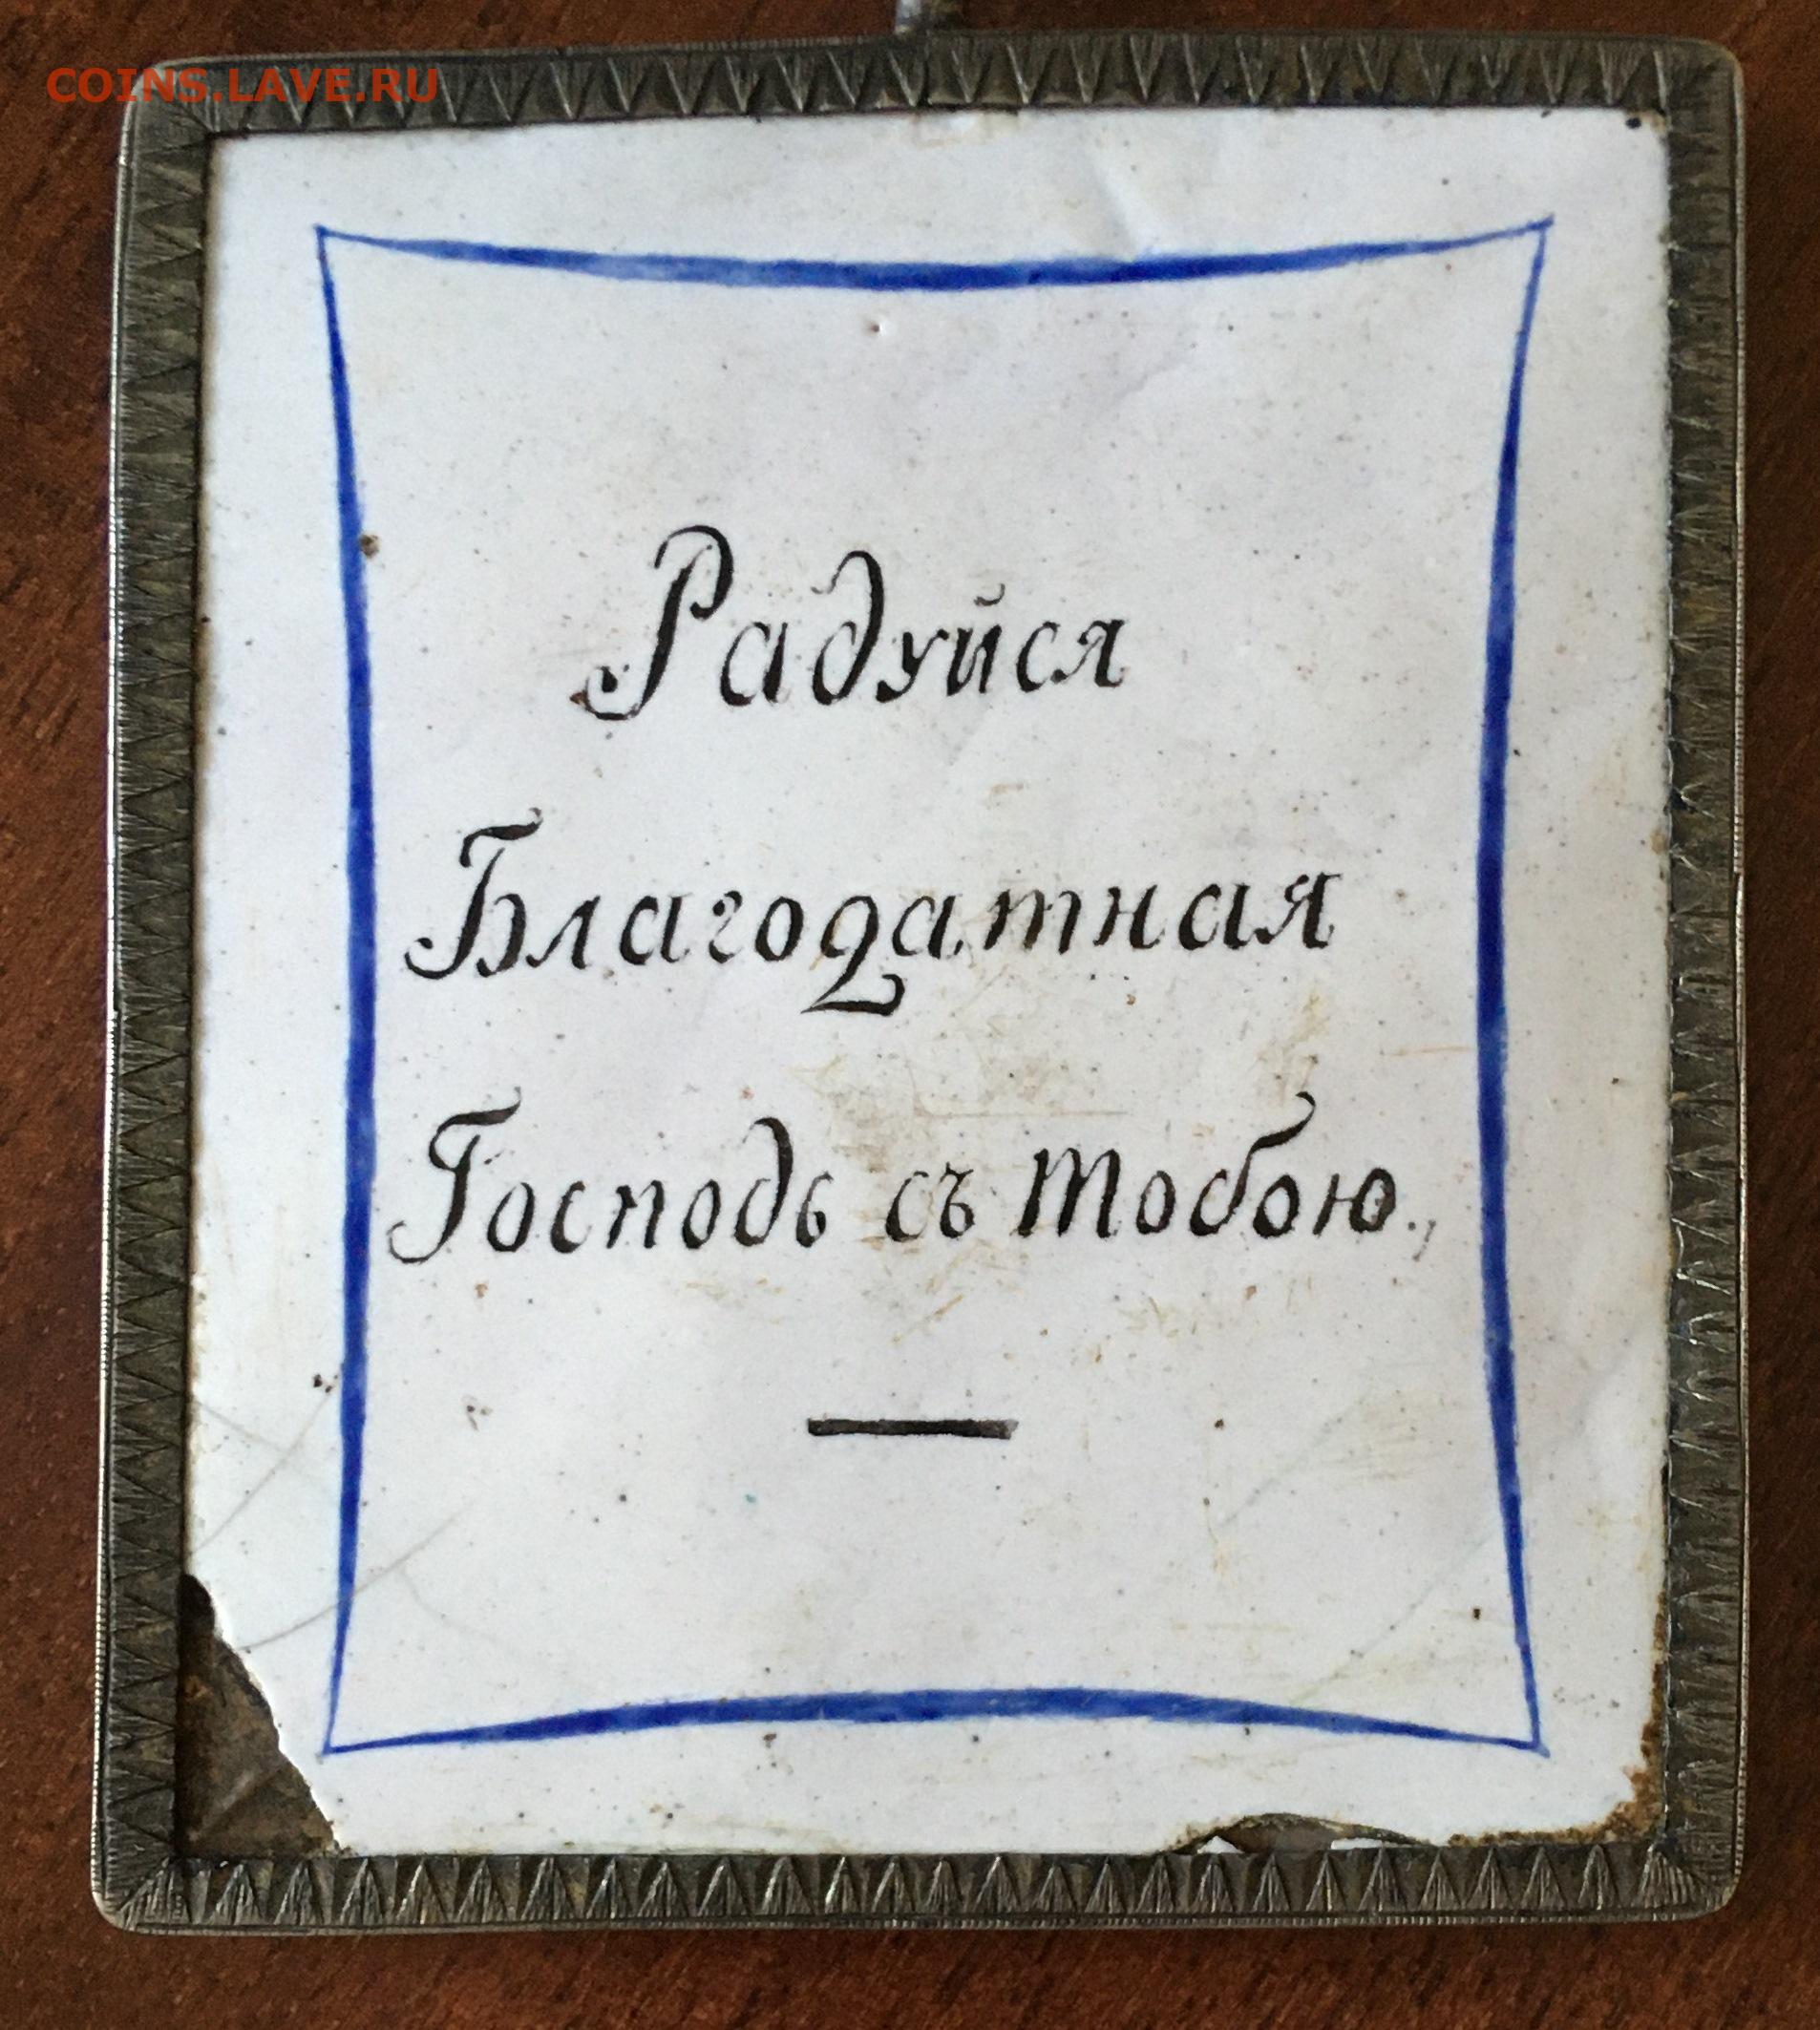 COINS.LAVE.RU
Радуйся
Благодатная
Господь съ тобою.,